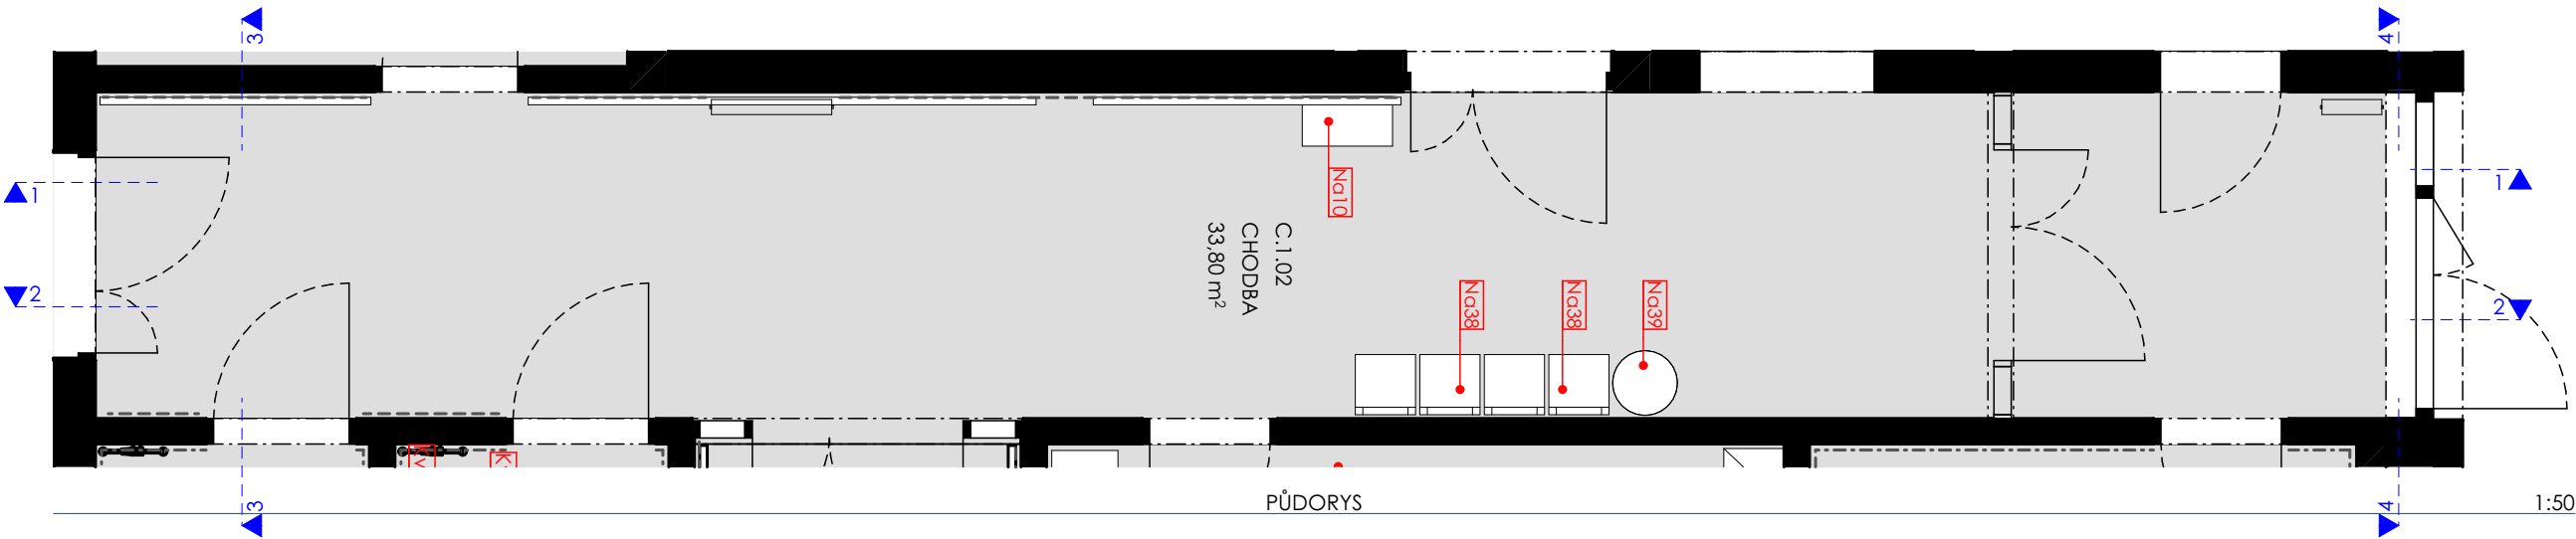 3
4
1
1
Na10
C.1.02
CHODBA
33,80 m²
Na38
Na38
Na39
2
2
PŮDORYS
1:50
3
4